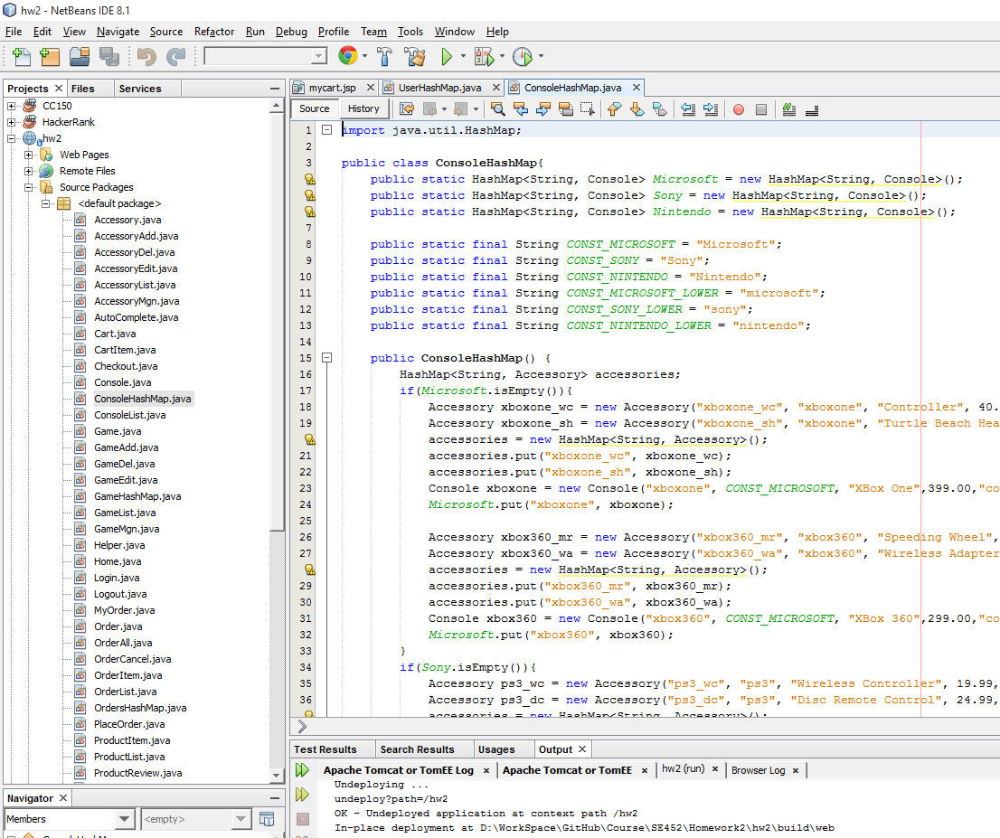 hw2 - NetBeans IDE 8.1
File Edit View Navigate Source Refactor Run Debug Profile Team Tools Window Help
Projects Files Services
CC150
HackerRank
hw2
Web Pages
Remote Files
Source Packages
<default package>
Accessory.java
AccessoryAdd.java
AccessoryDel.java
AccessoryEdit.java
AccessoryList.java
AccessoryMgn.java
AutoComplete.java
Cart.java
CartItem.java
Checkout.java
Console.java
ConsoleHashMap.java
ConsoleList.java
Game.java
GameAdd.java
GameDel.java
GameEdit.java
GameHashMap.java
GameList.java
GameMgn.java
Helper.java
Home.java
Login.java
Logout.java
MyOrder.java
Order.java
OrderAll.java
OrderCancel.java
OrderItem.java
OrderList.java
OrdersHashMap.java
PlaceOrder.java
ProductItem.java
ProductList.java
ProductReview.java
Navigator
Members <empty>
mycart.jsp UserHashMap.java ConsoleHashMap.java
Source History
1 import java.util.HashMap;
2
3 public class ConsoleHashMap{
public static HashMap<String, Console> Microsoft = new HashMap<String, Console>();
public static HashMap<String, Console> Sony = new HashMap<String, Console>();
public static HashMap<String, Console> Nintendo = new HashMap<String, Console>();
7
8 public static final String CONST_MICROSOFT = "Microsoft";
9 public static final String CONST_SONY = "Sony";
10 public static final String CONST_NINTENDO = "Nintendo";
11 public static final String CONST_MICROSOFT_LOWER = "microsoft";
12 public static final String CONST_SONY_LOWER = "sony";
13 public static final String CONST_NINTENDO_LOWER = "nintendo";
14
15 public ConsoleHashMap() {
16 HashMap<String, Accessory> accessories;
17 if(Microsoft.isEmpty()){
18 Accessory xboxone_wc = new Accessory("xboxone_wc", "xboxone", "Controller", 40.
19 Accessory xboxone_sh = new Accessory("xboxone_sh", "xboxone", "Turtle Beach Hea
accessories = new HashMap<String, Accessory>();
21 accessories.put("xboxone_wc", xboxone_wc);
22 accessories.put("xboxone_sh", xboxone_sh);
23 Console xboxone = new Console("xboxone", CONST_MICROSOFT, "XBox One",399.00,"co
24 Microsoft.put("xboxone", xboxone);
25
26 Accessory xbox360_mr = new Accessory("xbox360_mr", "xbox360", "Speeding Wheel",
27 Accessory xbox360_wa = new Accessory("xbox360_wa", "xbox360", "Wireless Adapter
accessories = new HashMap<String, Accessory>();
29 accessories.put("xbox360_mr", xbox360_mr);
30 accessories.put("xbox360_wa", xbox360_wa);
31 Console xbox360 = new Console("xbox360", CONST_MICROSOFT, "XBox 360",299.00,"co
32 Microsoft.put("xbox360", xbox360);
33 }
34 if(Sony.isEmpty()){
35 Accessory ps3_wc = new Accessory("ps3_wc", "ps3", "Wireless Controller", 19.99,
36 Accessory ps3_dc = new Accessory("ps3_dc", "ps3", "Disc Remote Control", 24.99,
accessories = new HashMap<String, Accessory>();
Test Results Search Results Usages Output
Apache Tomcat or TomEE Log Apache Tomcat or TomEE hw2 (run) Browser Log
Undeploying ...
undeploy?path=/hw2
OK - Undeployed application at context path /hw2
In-place deployment at D:\WorkSpace\GitHub\Course\SE452\Homework2\hw2\build\web